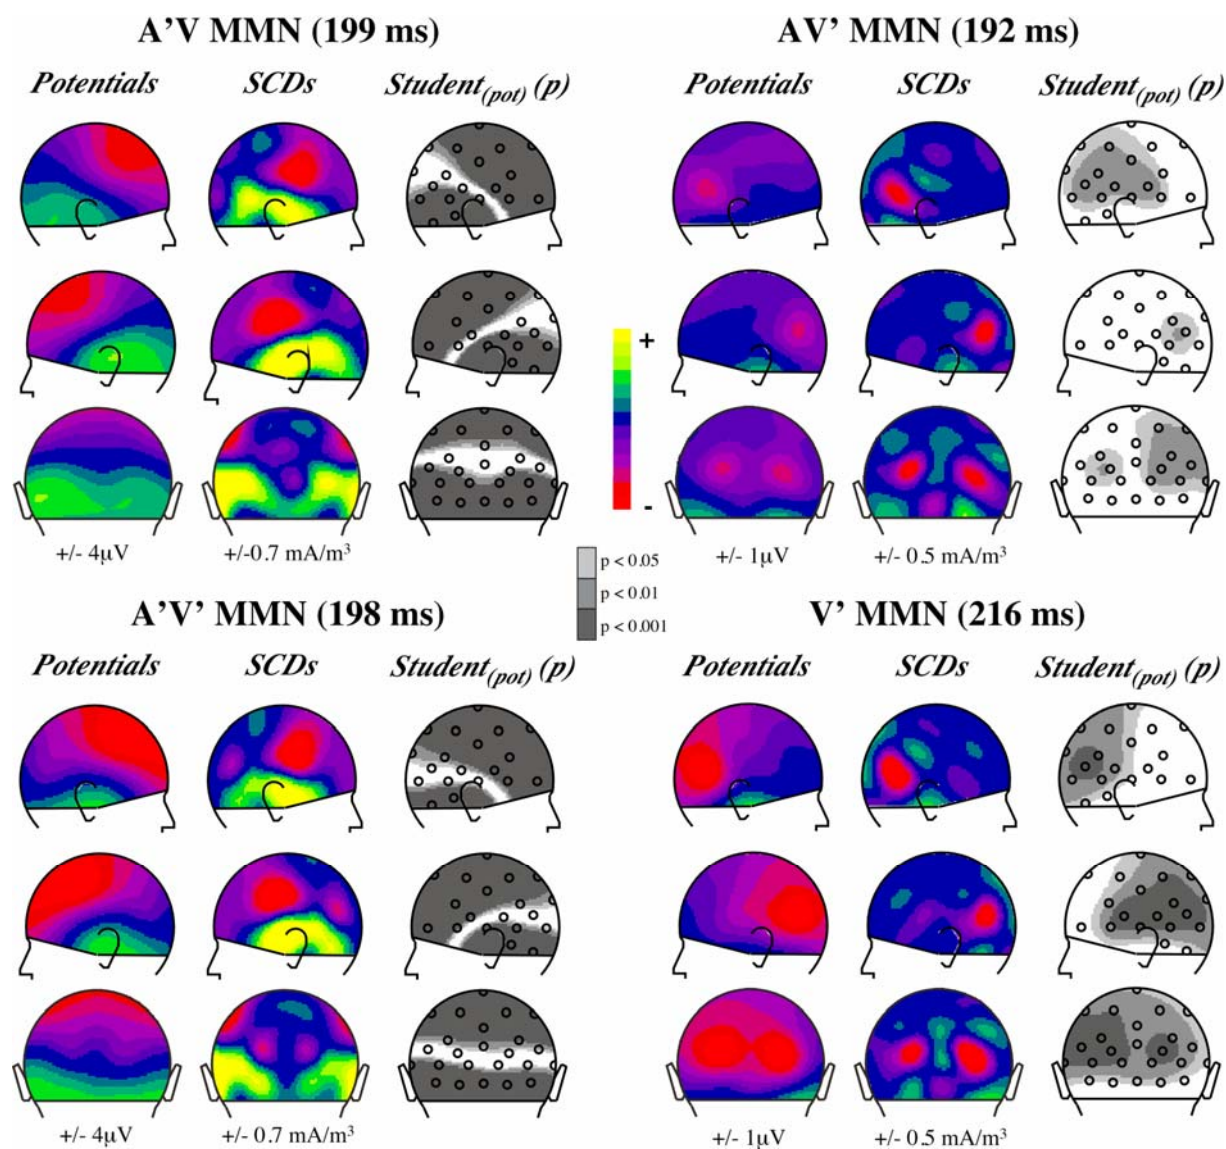 A'V MMN (199 ms)
Potentials SCDs Student(pot) (p)
+/- 4µV +/-0.7 mA/m³
AV' MMN (192 ms)
Potentials SCDs Student(pot) (p)
+/- 1µV +/- 0.5 mA/m³
+
-
p < 0.05
p < 0.01
p < 0.001
A'V' MMN (198 ms)
Potentials SCDs Student(pot) (p)
+/- 4µV +/- 0.7 mA/m³
V' MMN (216 ms)
Potentials SCDs Student(pot) (p)
+/- 1µV +/- 0.5 mA/m³